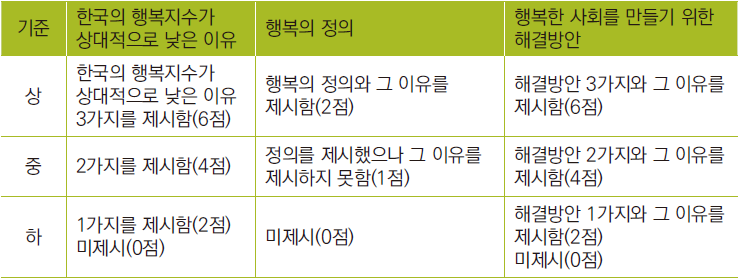 기준
한국의 행복지수가
상대적으로 낮은 이유
행복의 정의
행복한 사회를 만들기 위한
해결방안
상
한국의 행복지수가
상대적으로 낮은 이유
3가지를 제시함(6점)
행복의 정의와 그 이유를
제시함(2점)
해결방안 3가지와 그 이유를
제시함(6점)
중
2가지를 제시함(4점)
정의를 제시했으나 그 이유를
제시하지 못함(1점)
해결방안 2가지와 그 이유를
제시함(4점)
하
1가지를 제시함(2점)
미제시(0점)
미제시(0점)
해결방안 1가지와 그 이유를
제시함(2점)
미제시(0점)